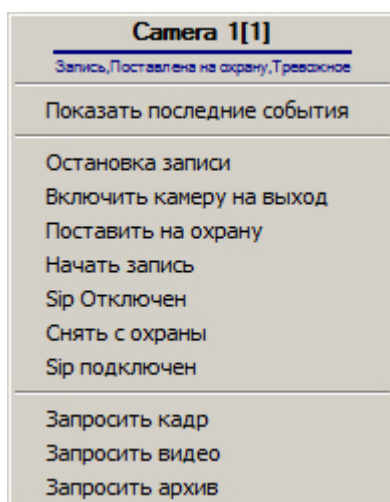 Camera 1[1]
Запись,Поставлена на охрану,Тревожное
Показать последние события
Остановка записи
Включить камеру на выход
Поставить на охрану
Начать запись
Sip Отключен
Снять с охраны
Sip подключен
Запросить кадр
Запросить видео
Запросить архив